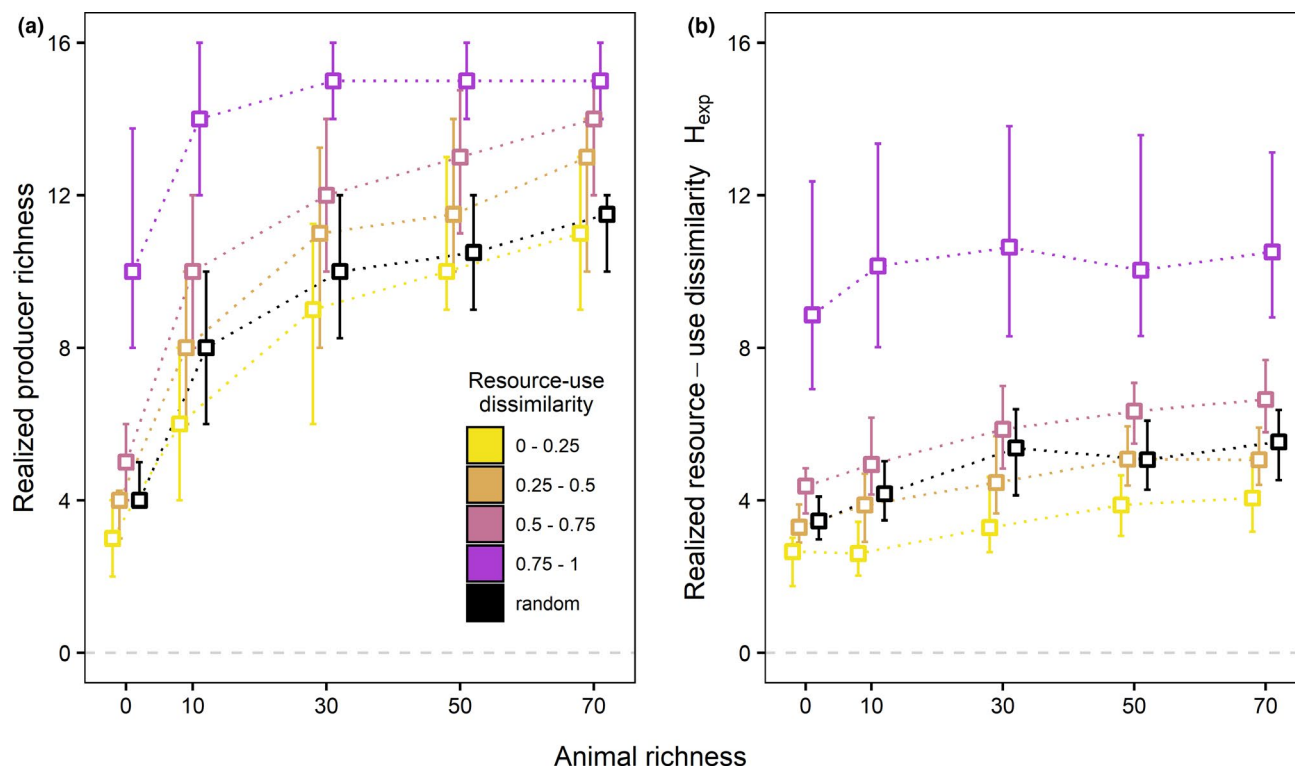 (a)
Realized producer richness
16
12
8
4
0
0 10 30 50 70
Resource-use
dissimilarity
0 - 0.25
0.25 - 0.5
0.5 - 0.75
0.75 - 1
random
(b)
Realized resource – use dissimilarity Hexp
16
12
8
4
0
0 10 30 50 70
Animal richness